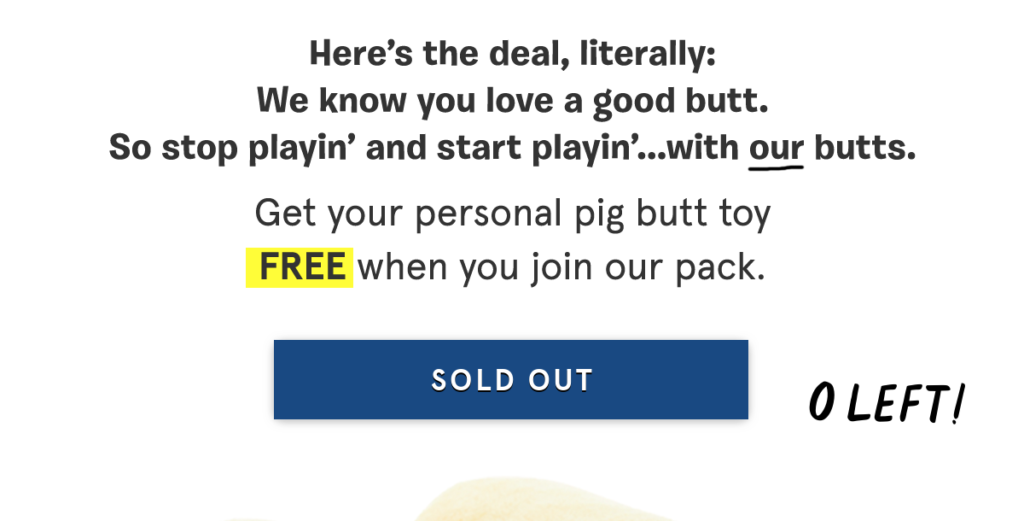 Here’s the deal, literally:
We know you love a good butt.
So stop playin’ and start playin’...with our butts.
Get your personal pig butt toy
FREE when you join our pack.
SOLD OUT
0 LEFT!